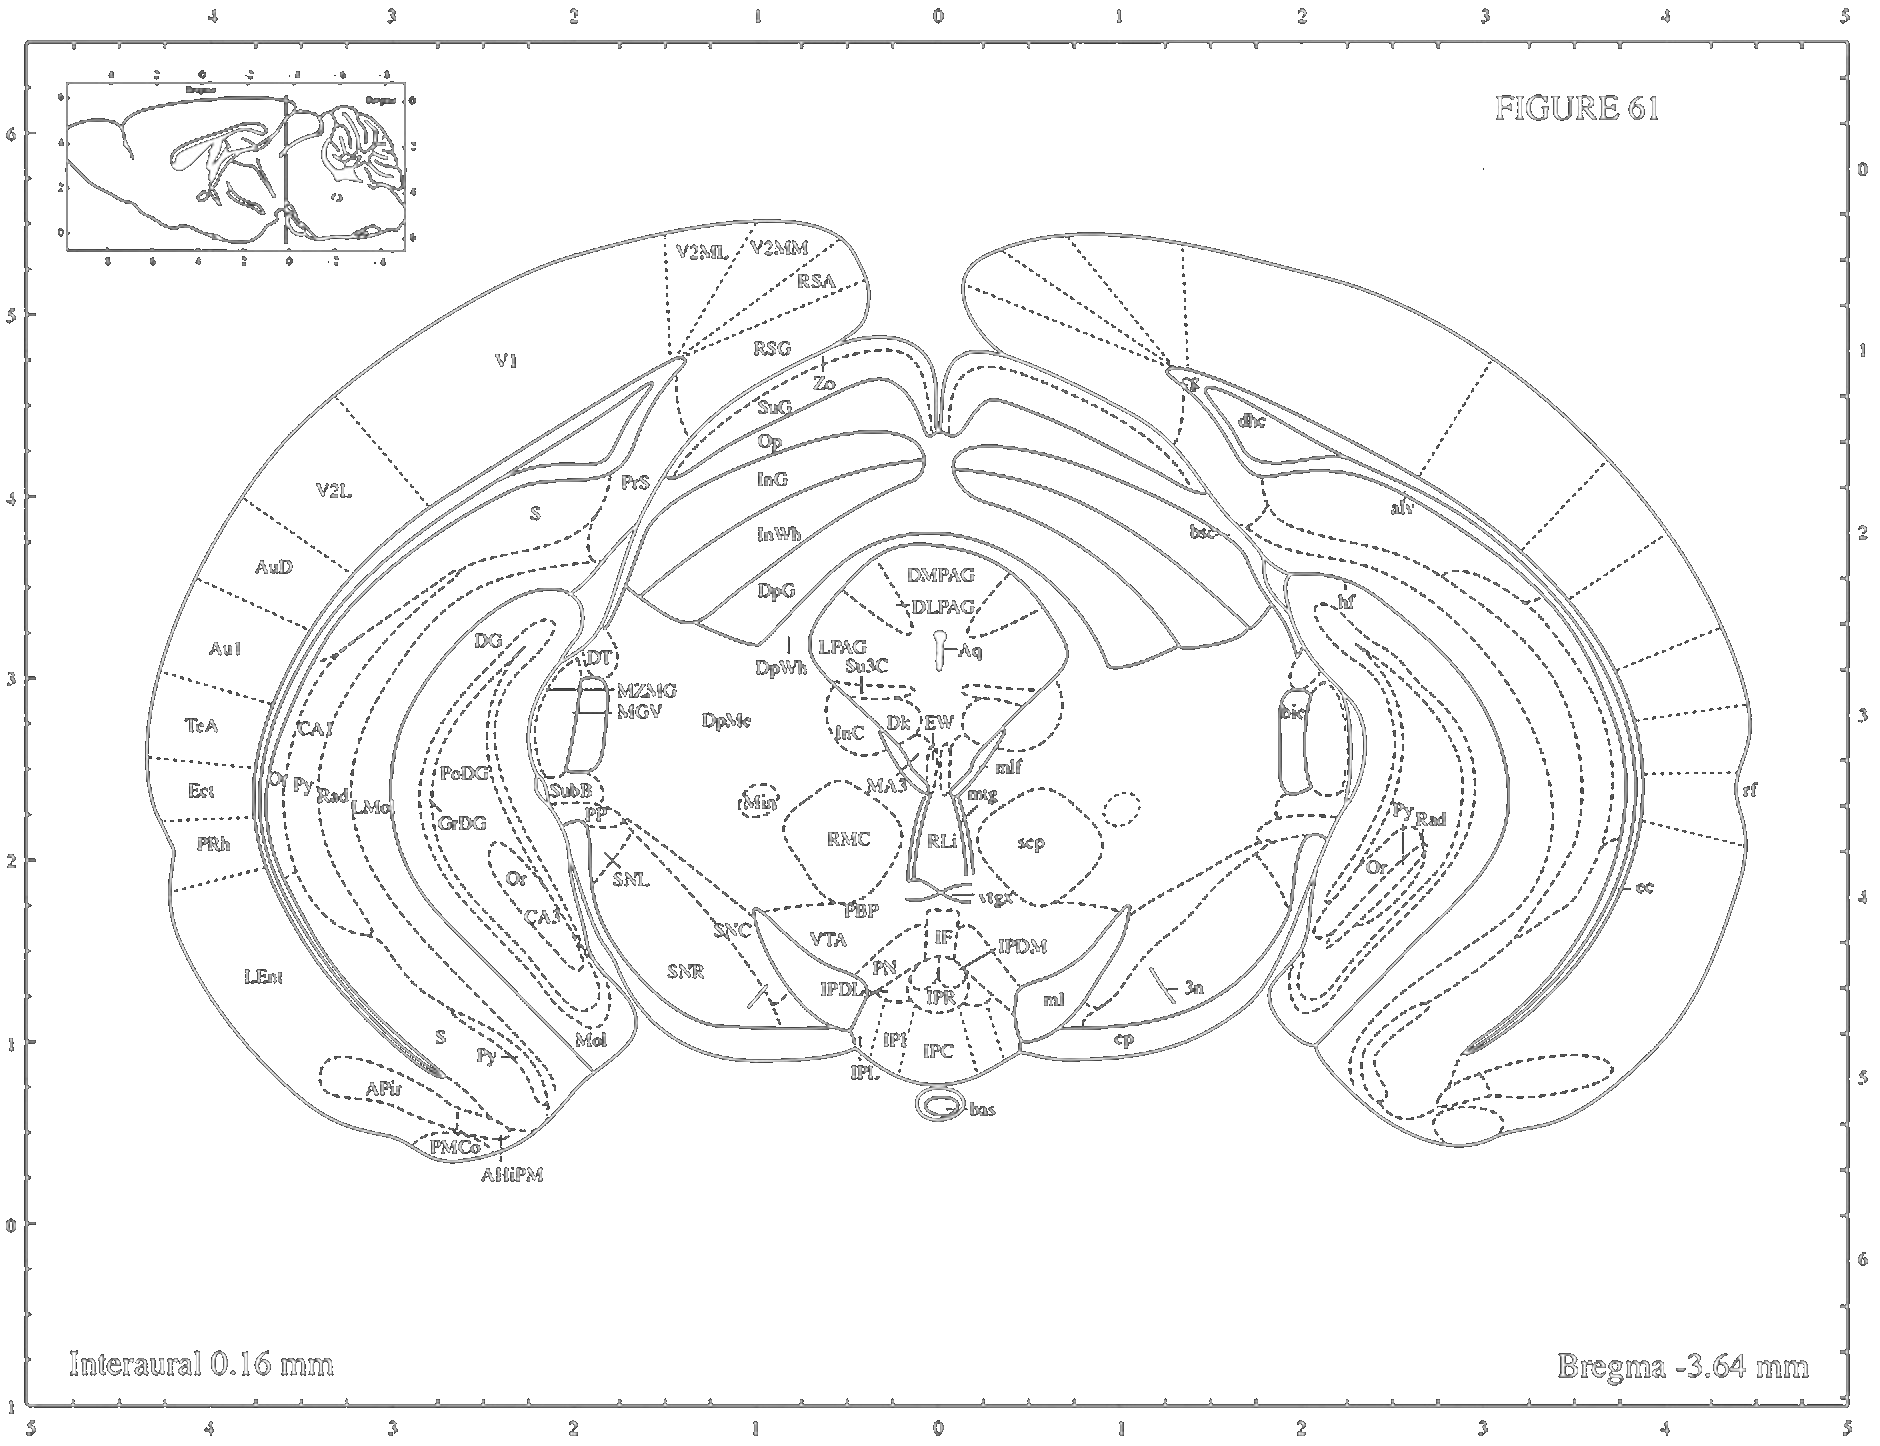 4 3 2 1 0 1 2 3 4 5
FIGURE 61
Bregma
Bregma
6
5
4
3
2
1
0
1
0
1
2
3
4
5
6
V2ML
V2MM
RSA
V1
RSG
Zo
cg
SuG
dhc
Op
PrS
InG
V2L
S
alv
InWh
bsc
AuD
DpG
DMPAG
DLPAG
hf
DG
Au1
LPAG
Aq
DT
DpWh
Su3C
MZMG
MGV
bic
TeA
CA1
DpMe
InC
Dk
EW
mlf
PoDG
Ect
Or
Py
Rad
LMol
SubB
MA3
mtg
rf
Min
PP
GrDG
RMC
RLi
scp
Py
Rad
PRh
Or
SNL
Or
ec
vtgx
CA3
PBP
SNC
VTA
IF
IPDM
LEnt
SNR
PN
IPDL
IPR
ml
3n
S
Mol
IPI
IPC
cp
Py
IPL
APir
bas
PMCo
AHiPM
Interaural 0.16 mm
Bregma -3.64 mm
5 4 3 2 1 0 1 2 3 4 5